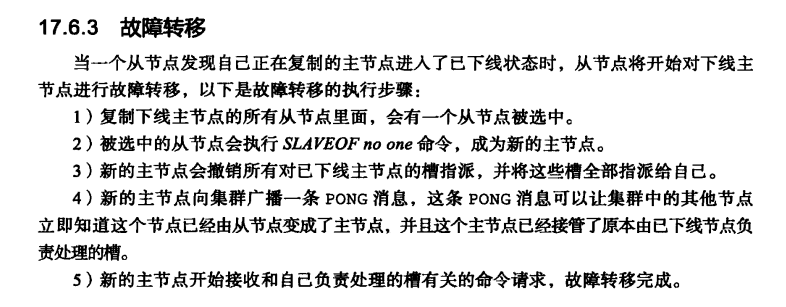 17.6.3 故障转移
当一个从节点发现自己正在复制的主节点进入了已下线状态时，从节点将开始对下线主
节点进行故障转移，以下是故障转移的执行步骤：
1）复制下线主节点的所有从节点里面，会有一个从节点被选中。
2）被选中的从节点会执行 SLAVEOF no one 命令，成为新的主节点。
3）新的主节点会撤销所有对已下线主节点的槽指派，并将这些槽全部指派给自己。
4）新的主节点向集群广播一条 PONG 消息，这条 PONG 消息可以让集群中的其他节点
立即知道这个节点已经由从节点变成了主节点，并且这个主节点已经接管了原本由已下线节点负
责处理的槽。
5）新的主节点开始接收和自己负责处理的槽有关的命令请求，故障转移完成。